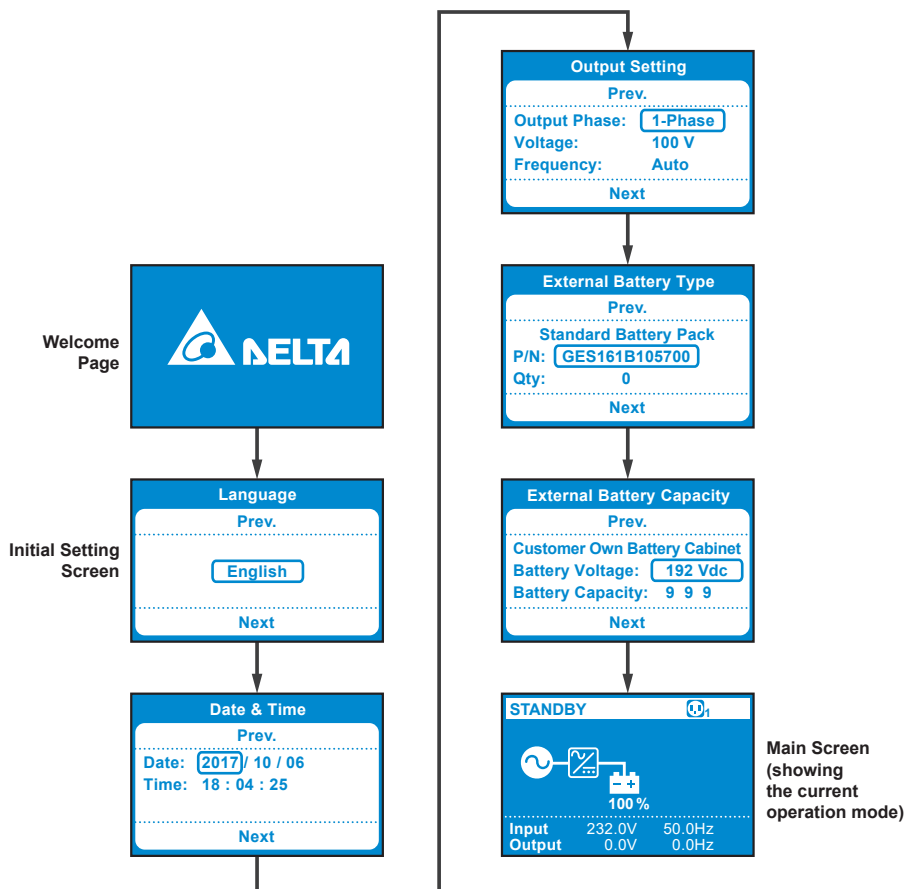 Welcome
Page
DELTA
Initial Setting
Screen
Language
Prev.
English
Next
Date & Time
Prev.
Date: 2017 / 10 / 06
Time: 18 : 04 : 25
Next
Output Setting
Prev.
Output Phase: 1-Phase
Voltage: 100 V
Frequency: Auto
Next
External Battery Type
Prev.
Standard Battery Pack
P/N: GES161B105700
Qty: 0
Next
External Battery Capacity
Prev.
Customer Own Battery Cabinet
Battery Voltage: 192 Vdc
Battery Capacity: 9 9 9
Next
STANDBY 1
100 %
Input 232.0V 50.0Hz
Output 0.0V 0.0Hz
Main Screen
(showing
the current
operation mode)